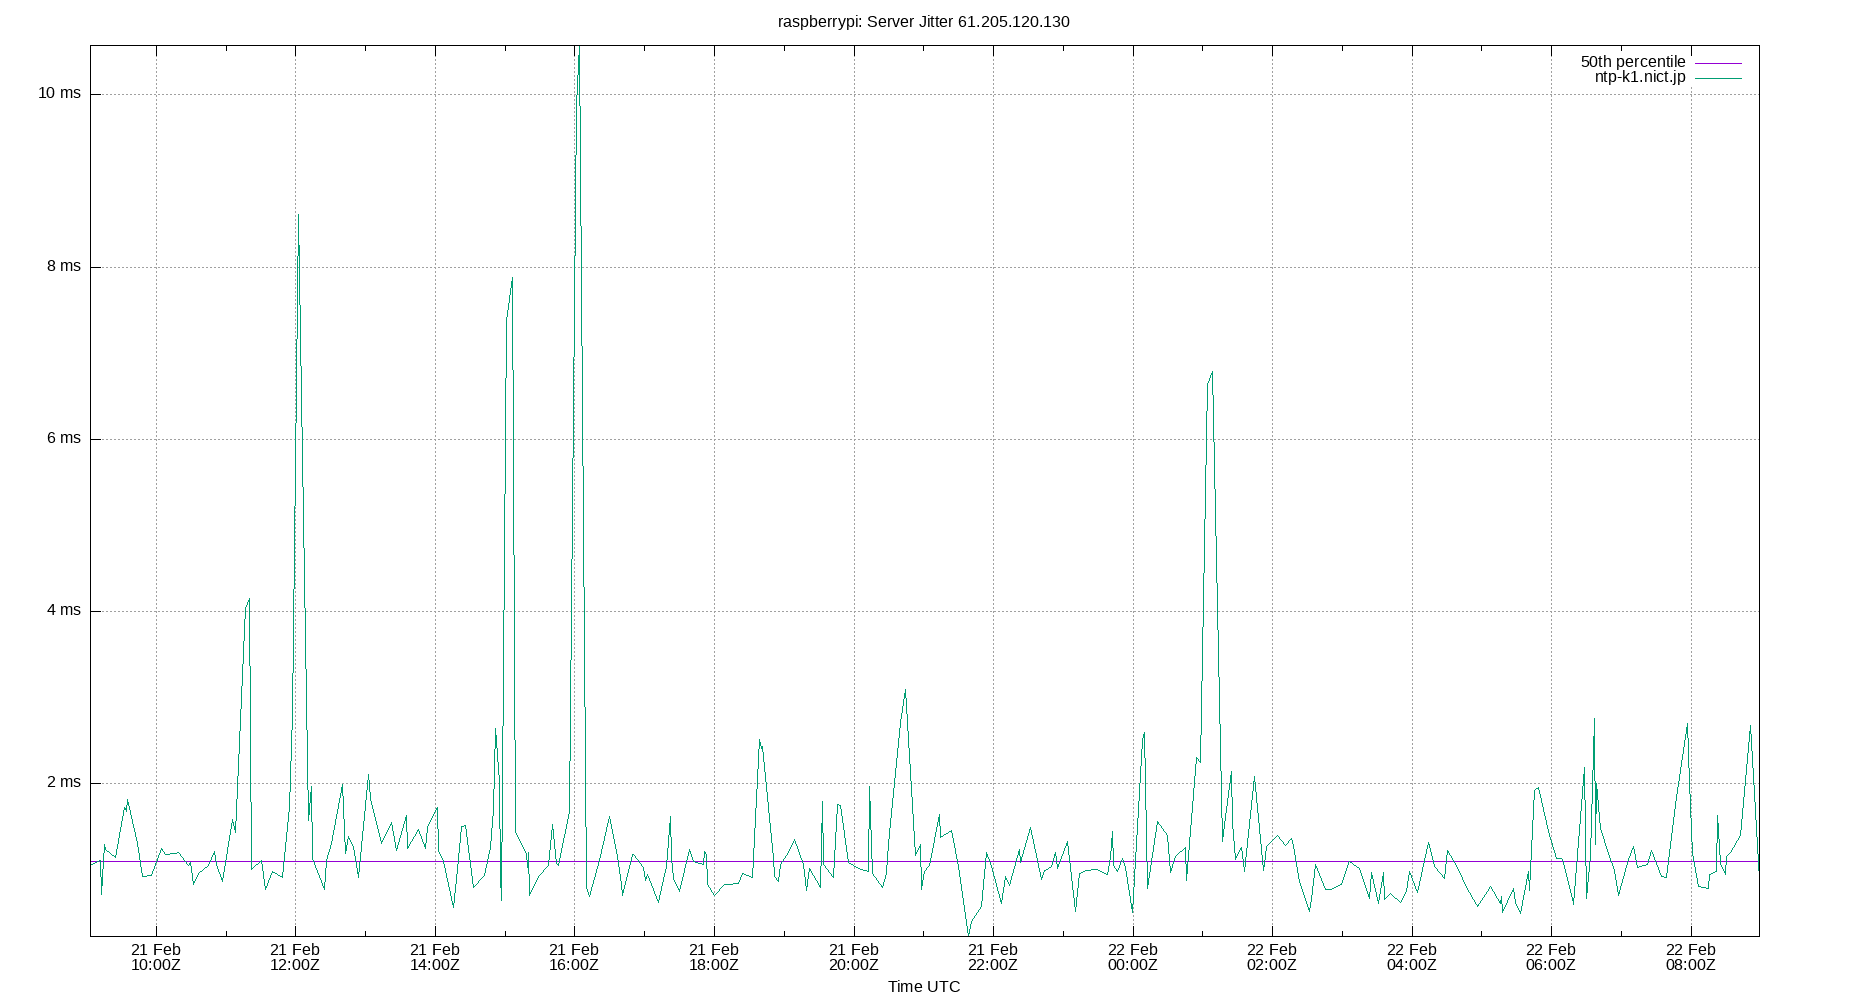 raspberrypi: Server Jitter 61.205.120.130
50th percentile
ntp-k1.nict.jp
10 ms
8 ms
6 ms
4 ms
2 ms
21 Feb 21 Feb 21 Feb 21 Feb 21 Feb 21 Feb 21 Feb 22 Feb 22 Feb 22 Feb 22 Feb 22 Feb
10:00Z 12:00Z 14:00Z 16:00Z 18:00Z 20:00Z 22:00Z 00:00Z 02:00Z 04:00Z 06:00Z 08:00Z
Time UTC